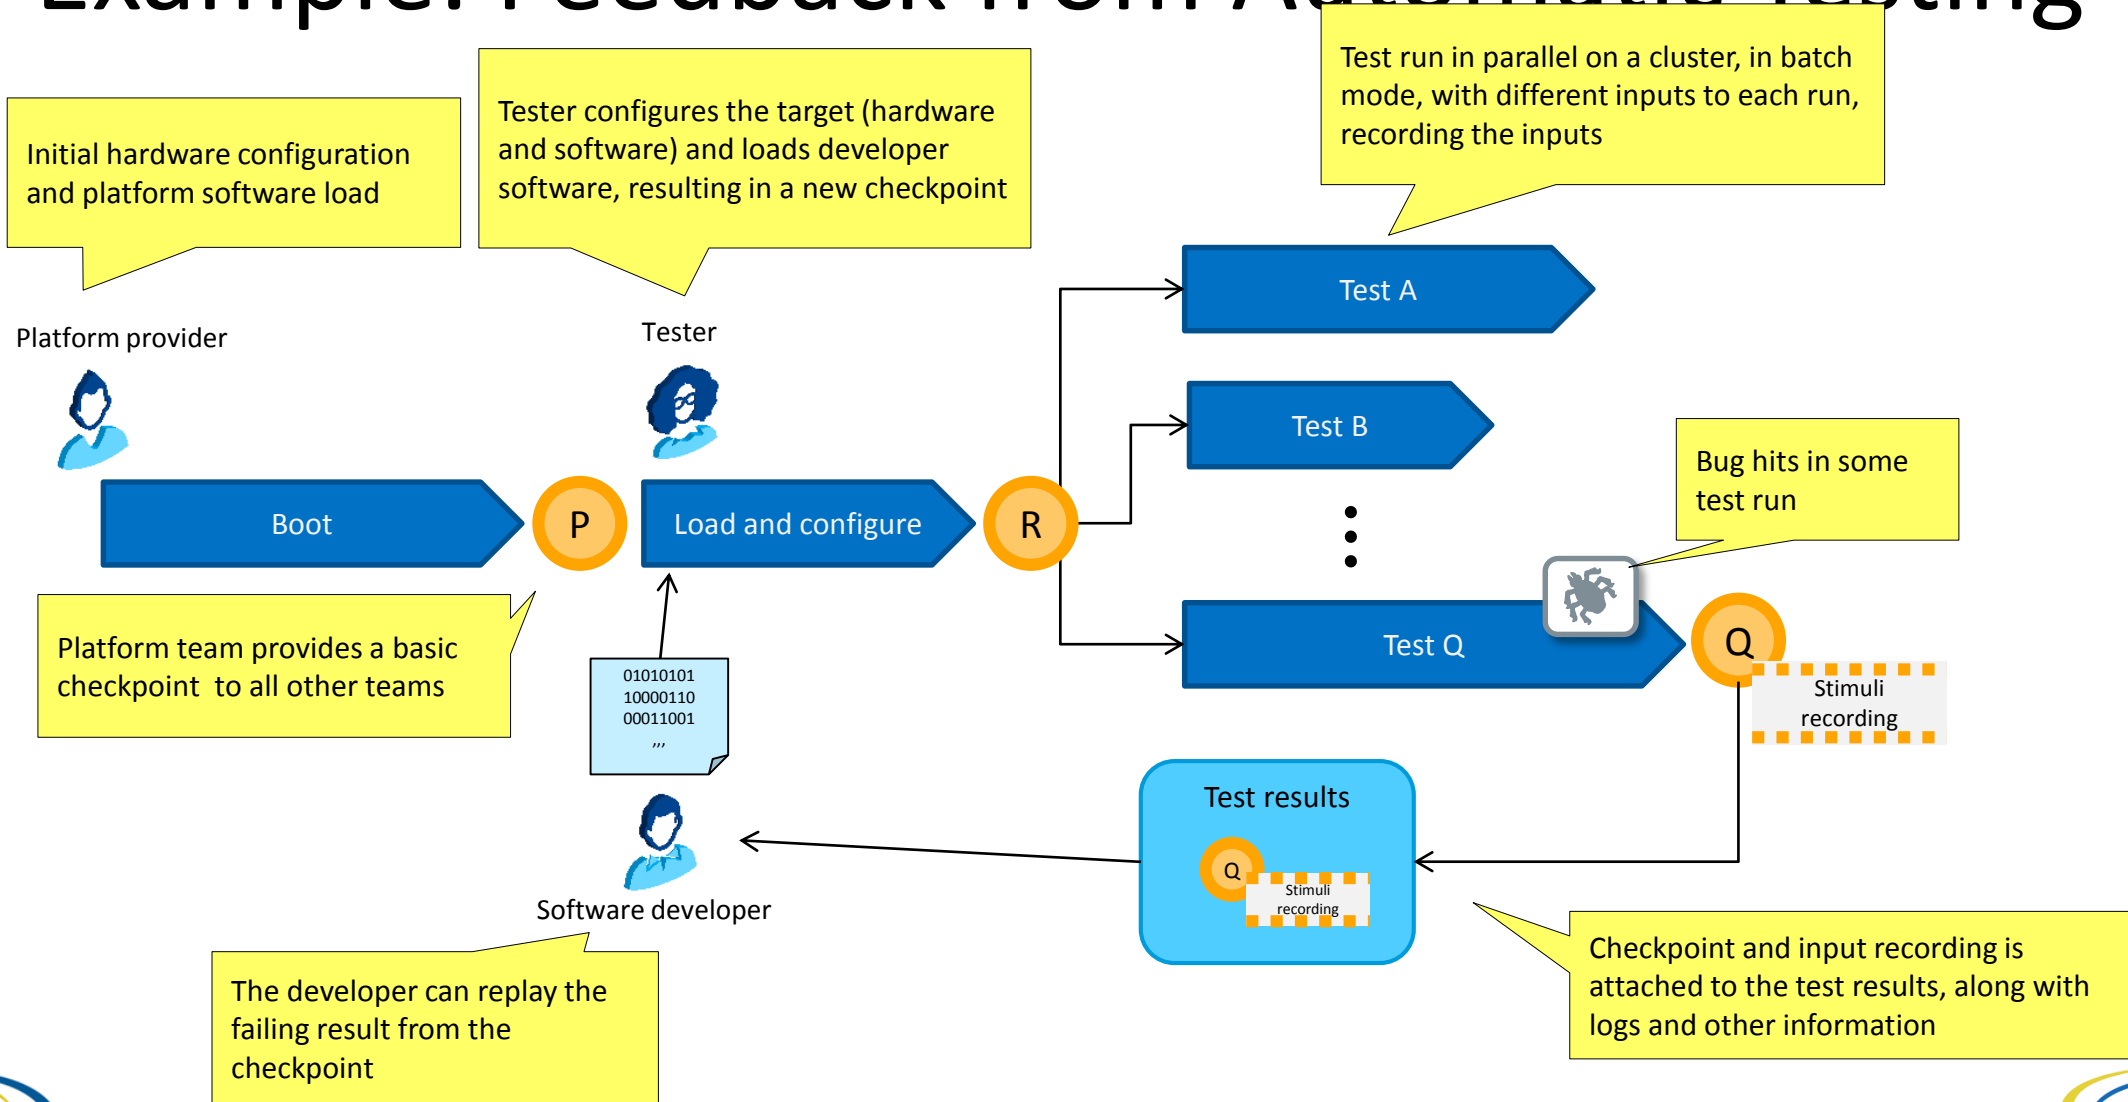 Example: Feedback from Automatic Testing
Test run in parallel on a cluster, in batch
mode, with different inputs to each run,
recording the inputs
Tester configures the target (hardware
and software) and loads developer
software, resulting in a new checkpoint
Initial hardware configuration
and platform software load
Test A
Platform provider
Tester
Test B
Bug hits in some
test run
Boot
P
Load and configure
R
Test Q
Q
Platform team provides a basic
checkpoint to all other teams
01010101
10000110
00011001
,,,
Stimuli
recording
Test results
Q
Stimuli
recording
Software developer
The developer can replay the
failing result from the
checkpoint
Checkpoint and input recording is
attached to the test results, along with
logs and other information